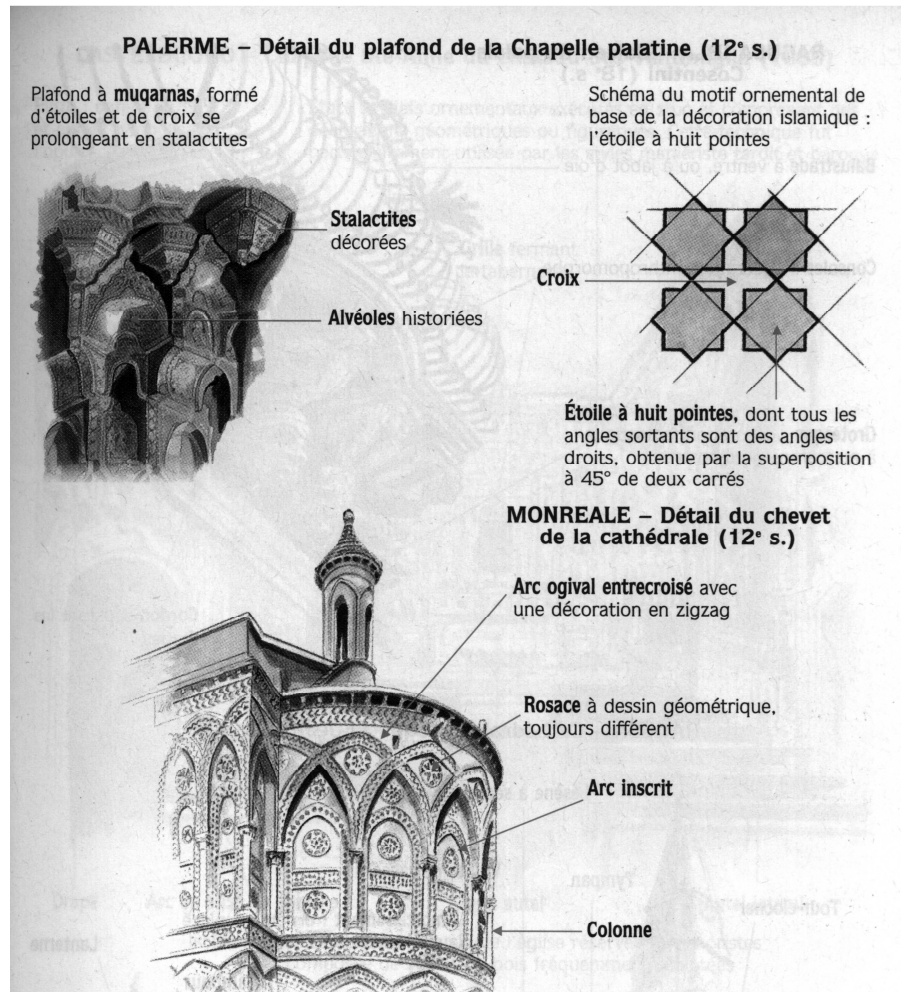 PALERME – Détail du plafond de la Chapelle palatine (12ᵉ s.)
Plafond à muqarnas, formé
d'étoiles et de croix se
prolongeant en stalactites
Schéma du motif ornemental de
base de la décoration islamique :
l'étoile à huit pointes
Stalactites
décorées
Croix
Alvéoles historiées
Étoile à huit pointes, dont tous les
angles sortants sont des angles
droits, obtenue par la superposition
à 45° de deux carrés
MONREALE – Détail du chevet
de la cathédrale (12ᵉ s.)
Arc ogival entrecroisé avec
une décoration en zigzag
Rosace à dessin géométrique,
toujours différent
Arc inscrit
Colonne